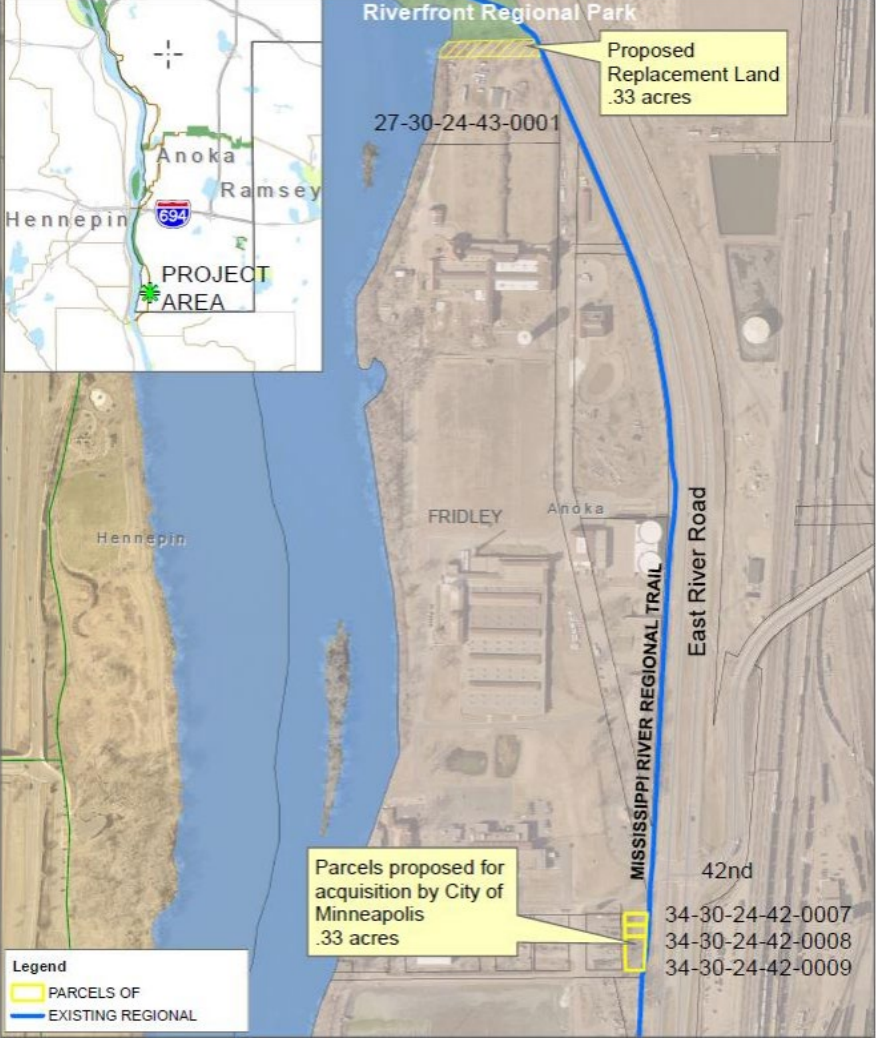 Riverfront Regional Park
Proposed
Replacement Land
.33 acres
27-30-24-43-0001
Anoka
Ramsey
Hennepin
694
PROJECT
AREA
Hennepin
FRIDLEY
Anoka
East River Road
MISSISSIPPI RIVER REGIONAL TRAIL
Parcels proposed for
acquisition by City of
Minneapolis
.33 acres
42nd
34-30-24-42-0007
34-30-24-42-0008
34-30-24-42-0009
Legend
PARCELS OF
EXISTING REGIONAL